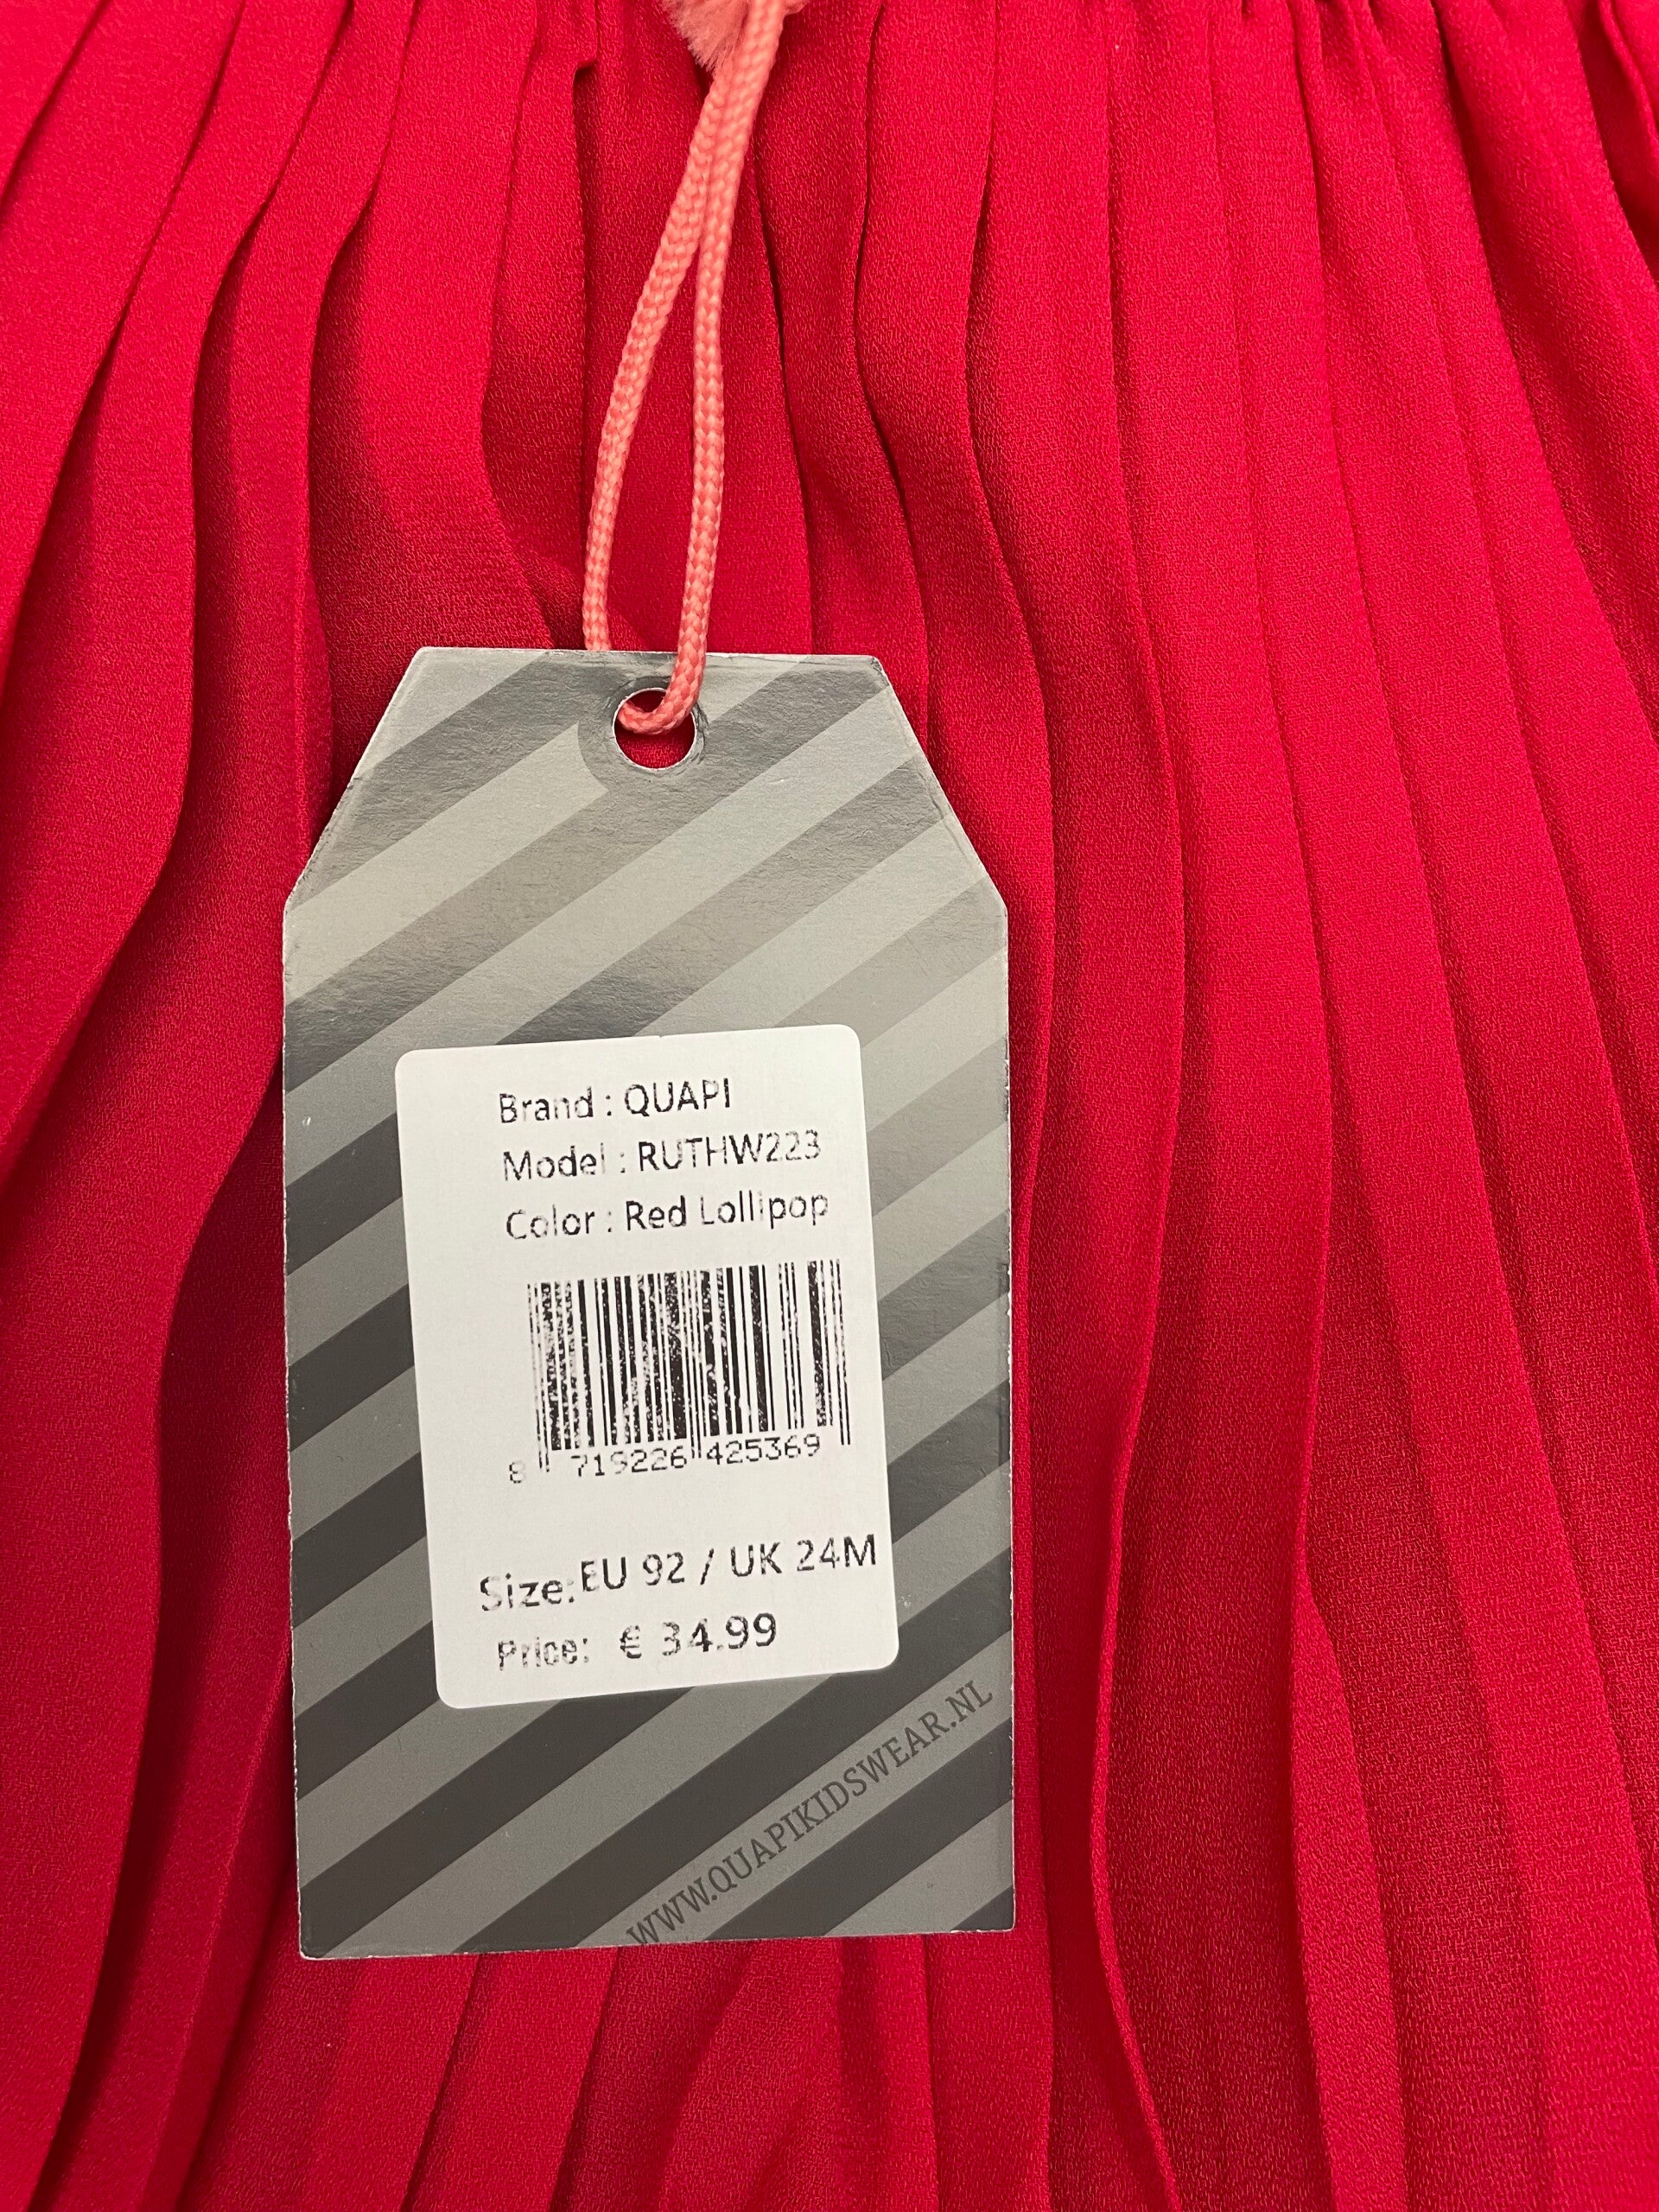 Brand : QUAPI
Model : RUTHW223
Color : Red Lollipop
8 719226 425369
Size: EU 92 / UK 24M
Price: € 34.99
WWW.QUAPIKIDSWEAR.NL